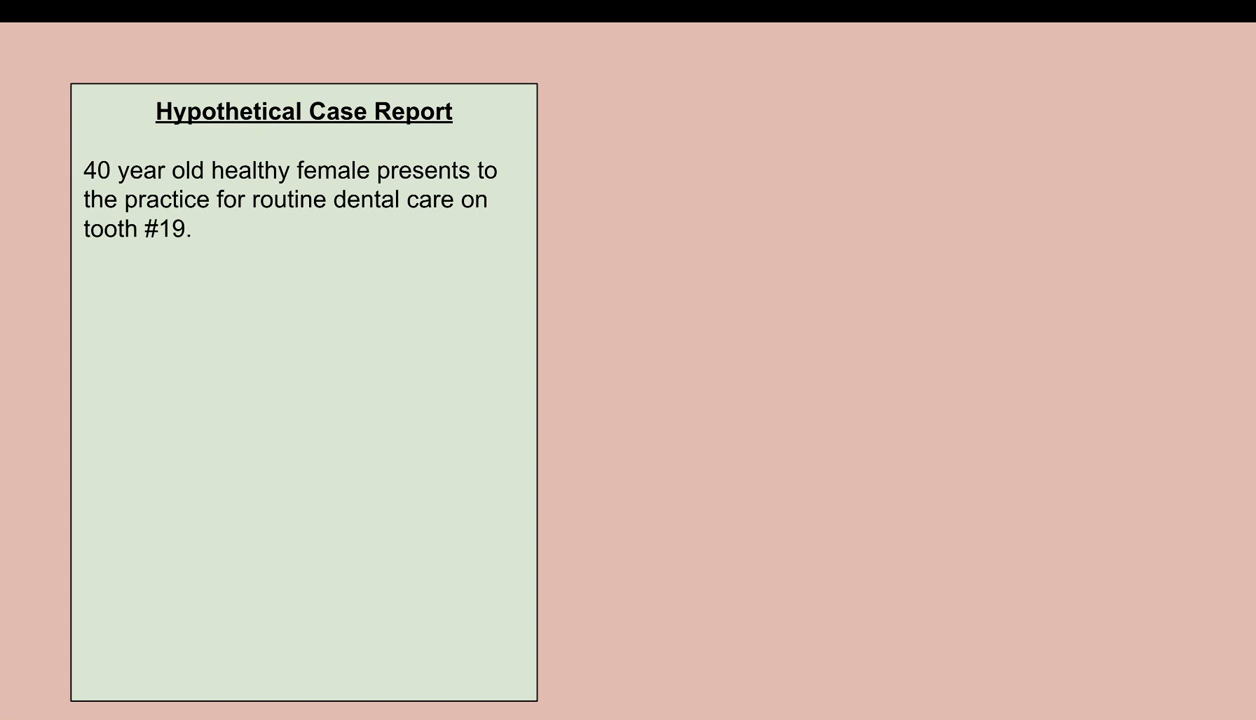 Hypothetical Case Report
40 year old healthy female presents to
the practice for routine dental care on
tooth #19.